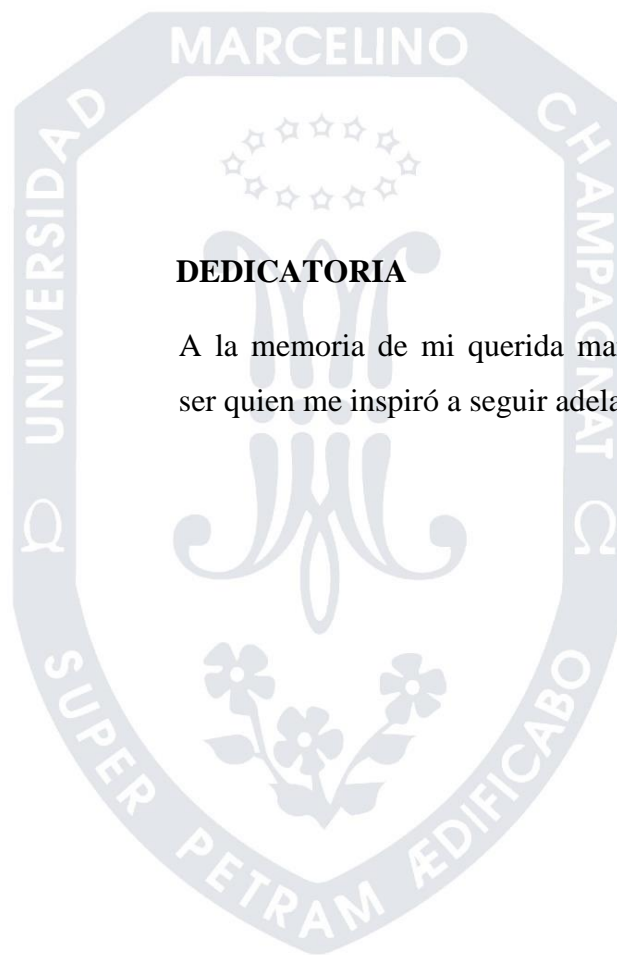 MARCELINO
UNIVERSIDAD
CHAMPAGNAT
DEDICATORIA
A la memoria de mi querida
ser quien me inspiró a seguir
SUPER PETRAM ÆDIFICABO
Ω
Ω